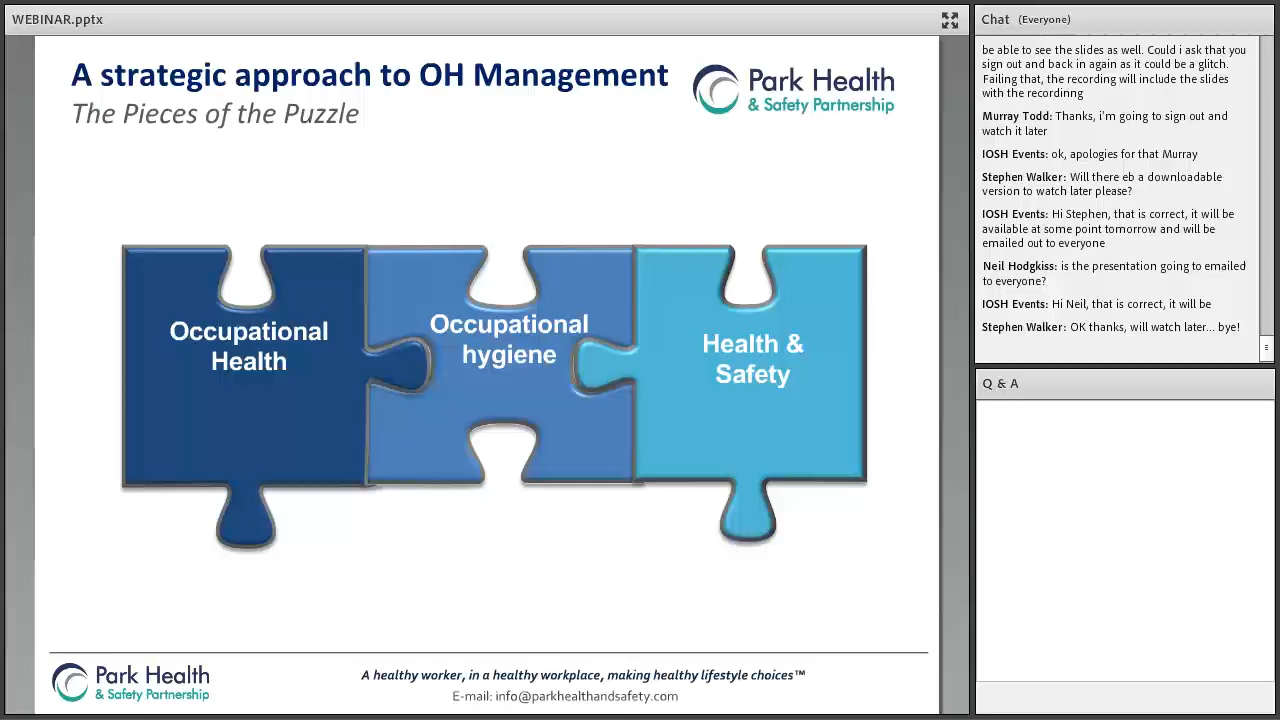 WEBINAR.pptx
A strategic approach to OH Management
The Pieces of the Puzzle
Park Health
& Safety Partnership
Occupational
Health
Occupational
hygiene
Health &
Safety
Park Health
& Safety Partnership
A healthy worker, in a healthy workplace, making healthy lifestyle choices™
E-mail: info@parkhealthandsafety.com
Chat (Everyone)
be able to see the slides as well. Could i ask that you
sign out and back in again as it could be a glitch.
Failing that, the recording will include the slides
with the recordinng
Murray Todd: Thanks, i'm going to sign out and
watch it later
IOSH Events: ok, apologies for that Murray
Stephen Walker: Will there eb a downloadable
version to watch later please?
IOSH Events: Hi Stephen, that is correct, it will be
available at some point tomorrow and will be
emailed out to everyone
Neil Hodgkiss: is the presentation going to emailed
to everyone?
IOSH Events: Hi Neil, that is correct, it will be
Stephen Walker: OK thanks, will watch later... bye!
Q & A